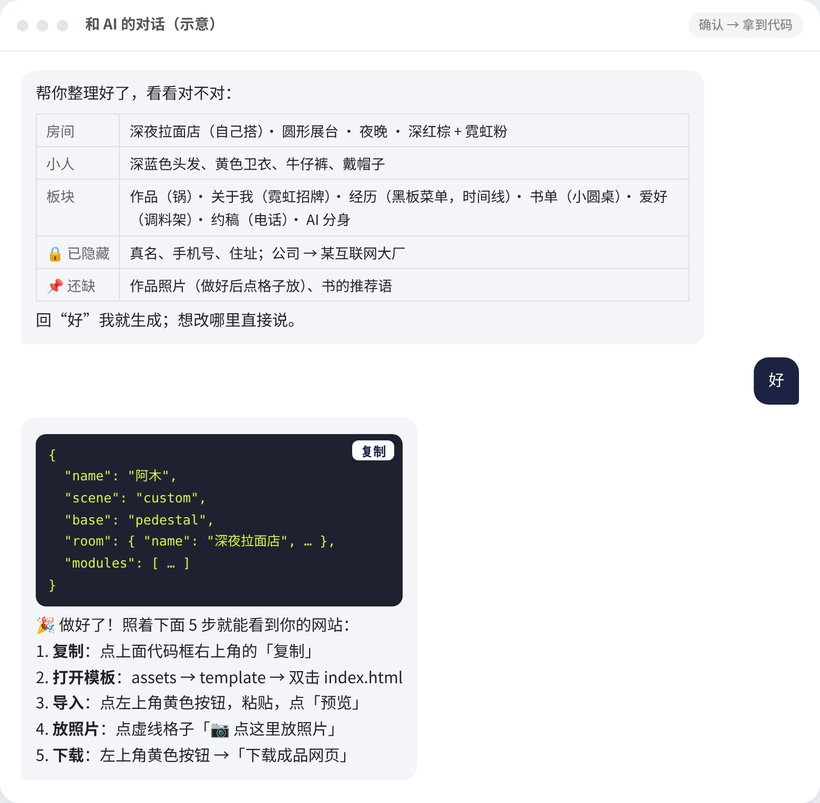 和 AI 的对话（示意）
确认 → 拿到代码
帮你整理好了，看看对不对：
房间 深夜拉面店（自己搭）· 圆形展台 · 夜晚 · 深红棕 + 霓虹粉
小人 深蓝色头发、黄色卫衣、牛仔裤、戴帽子
板块 作品（锅）· 关于我（霓虹招牌）· 经历（黑板菜单，时间线）· 书单（小圆桌）· 爱好
（调料架）· 约稿（电话）· AI 分身
🔒 已隐藏 真名、手机号、住址；公司 → 某互联网大厂
📌 还缺 作品照片（做好后点格子放）、书的推荐语
回“好”我就生成；想改哪里直接说。
好
复制
{
"name": "阿木",
"scene": "custom",
"base": "pedestal",
"room": { "name": "深夜拉面店", … },
"modules": [ … ]
}
🎉 做好了！照着下面 5 步就能看到你的网站：
1. 复制：点上面代码框右上角的「复制」
2. 打开模板：assets → template → 双击 index.html
3. 导入：点左上角黄色按钮，粘贴，点「预览」
4. 放照片：点虚线格子「📷 点这里放照片」
5. 下载：左上角黄色按钮 →「下载成品网页」